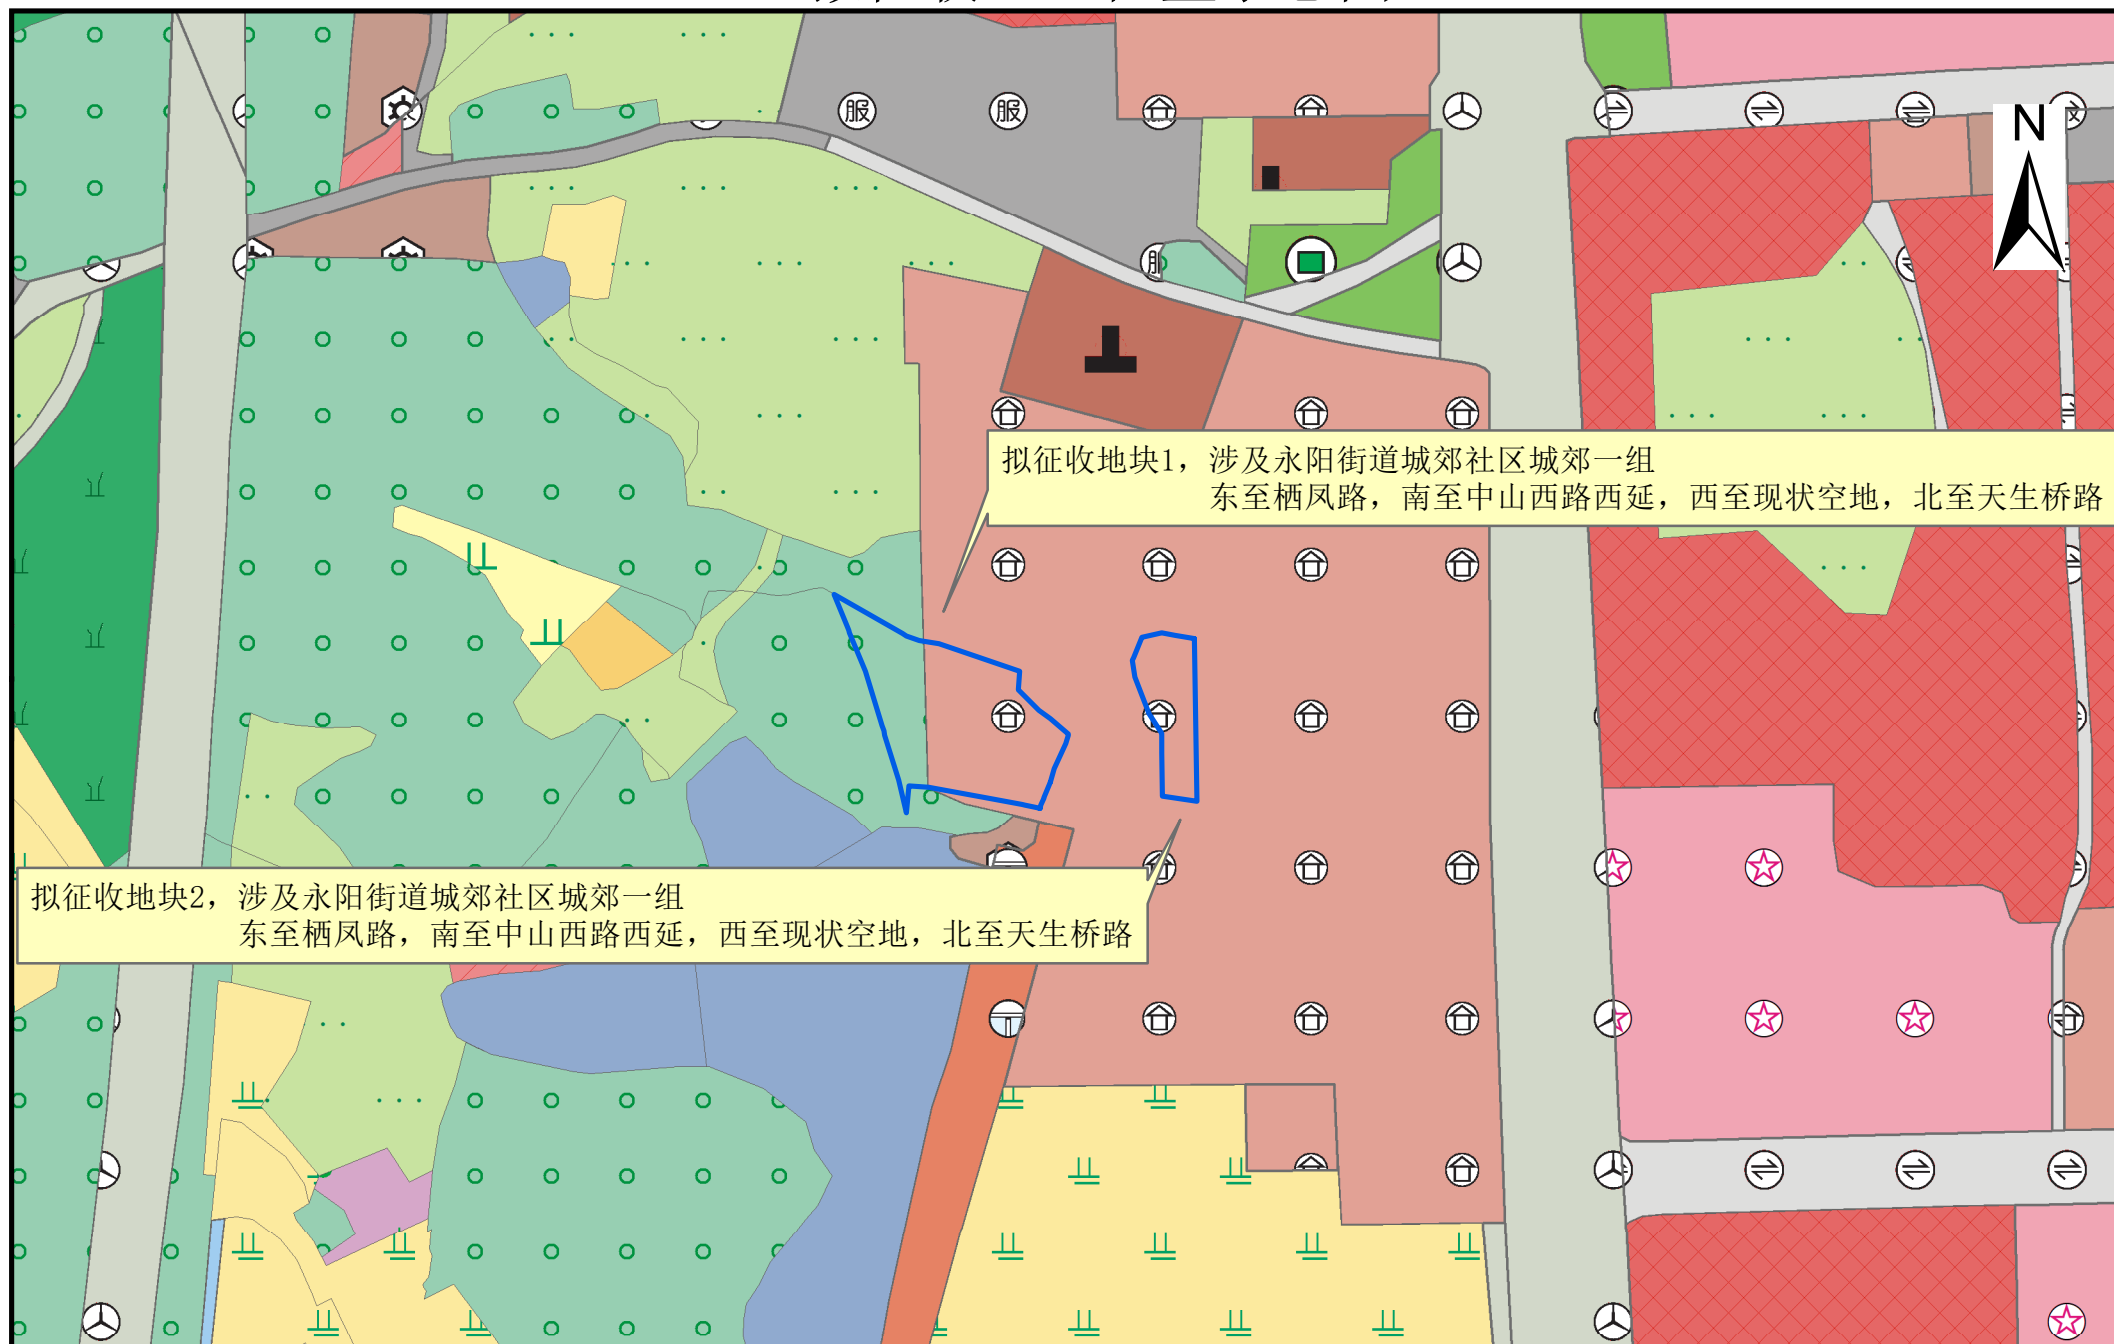 服
服
N
拟征收地块1，涉及永阳街道城郊社区城郊一组
东至栖凤路，南至中山西路西延，西至现状空地，北至天生桥路
拟征收地块2，涉及永阳街道城郊社区城郊一组
东至栖凤路，南至中山西路西延，西至现状空地，北至天生桥路